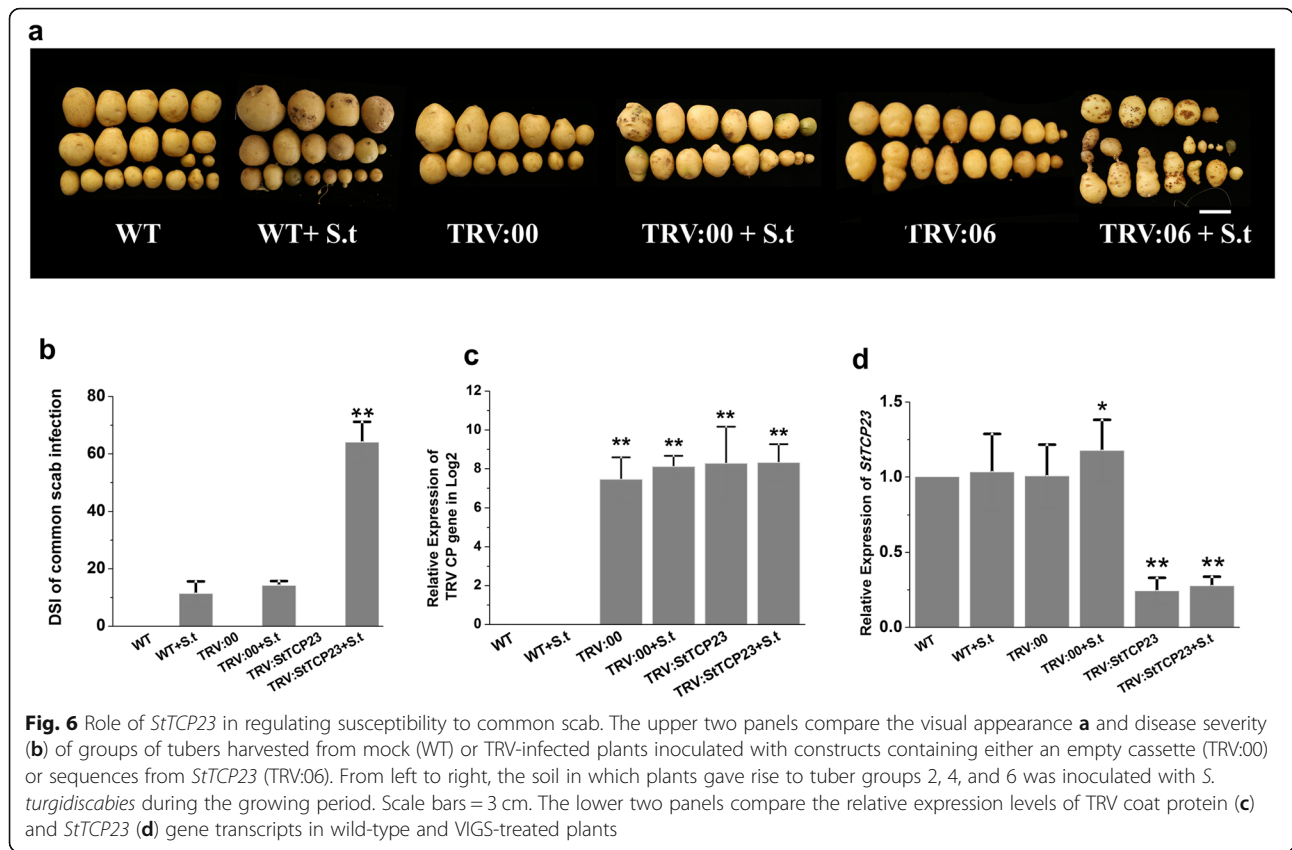 a
WT WT+ S.t TRV:00 TRV:00 + S.t TRV:06 TRV:06 + S.t
b
DSI of common scab infection
80
60
40
20
0
WT WT+S.t TRV:00 TRV:00+S.t TRV:StTCP23 TRV:StTCP23+S.t
**
c
Relative Expression of
TRV CP gene in Log2
12
10
8
6
4
2
0
WT WT+S.t TRV:00 TRV:00+S.t TRV:StTCP23 TRV:StTCP23+S.t
** ** ** **
d
Relative Expression of StTCP23
1.5
1.0
0.5
0.0
WT WT+S.t TRV:00 TRV:00+S.t TRV:StTCP23 TRV:StTCP23+S.t
* ** **
Fig. 6 Role of StTCP23 in regulating susceptibility to common scab. The upper two panels compare the visual appearance a and disease severity
(b) of groups of tubers harvested from mock (WT) or TRV-infected plants inoculated with constructs containing either an empty cassette (TRV:00)
or sequences from StTCP23 (TRV:06). From left to right, the soil in which plants gave rise to tuber groups 2, 4, and 6 was inoculated with S.
turgidiscabies during the growing period. Scale bars = 3 cm. The lower two panels compare the relative expression levels of TRV coat protein (c)
and StTCP23 (d) gene transcripts in wild-type and VIGS-treated plants